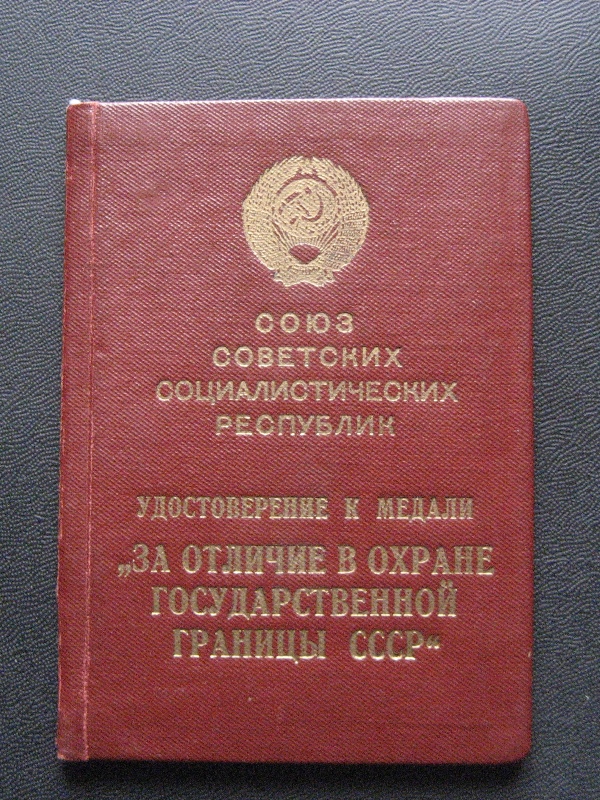 СОЮЗ
СОВЕТСКИХ
СОЦИАЛИСТИЧЕСКИХ
РЕСПУБЛИК
УДОСТОВЕРЕНИЕ К МЕДАЛИ
„ЗА ОТЛИЧИЕ В ОХРАНЕ
ГОСУДАРСТВЕННОЙ
ГРАНИЦЫ СССР“